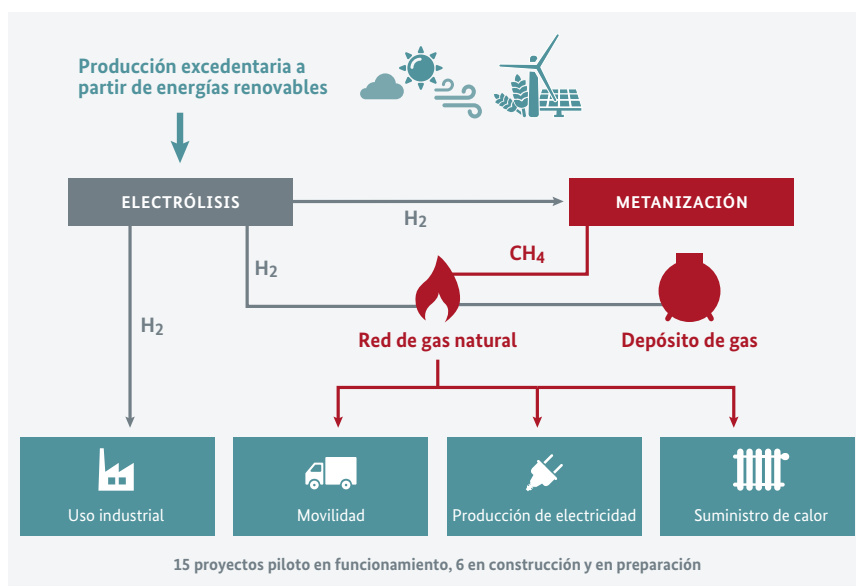 Producción excedentaria a
partir de energías renovables
ELECTRÓLISIS
METANIZACIÓN
H2
CH4
H2
H2
Red de gas natural
Depósito de gas
Uso industrial
Movilidad
Producción de electricidad
Suministro de calor
15 proyectos piloto en funcionamiento, 6 en construcción y en preparación